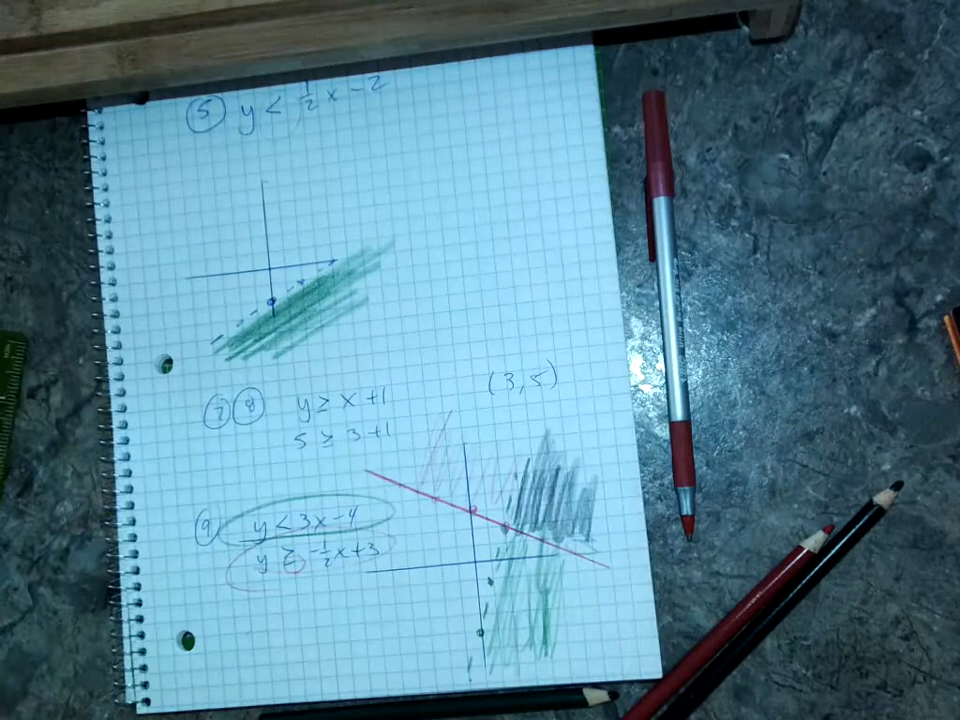 ⑤ y < 1/2 x - 2
⑦ ⑧ y ≥ x + 1 (3, 5)
5 ≥ 3 + 1
⑨ y < 3x - 4
y ≥ -1/2 x + 3